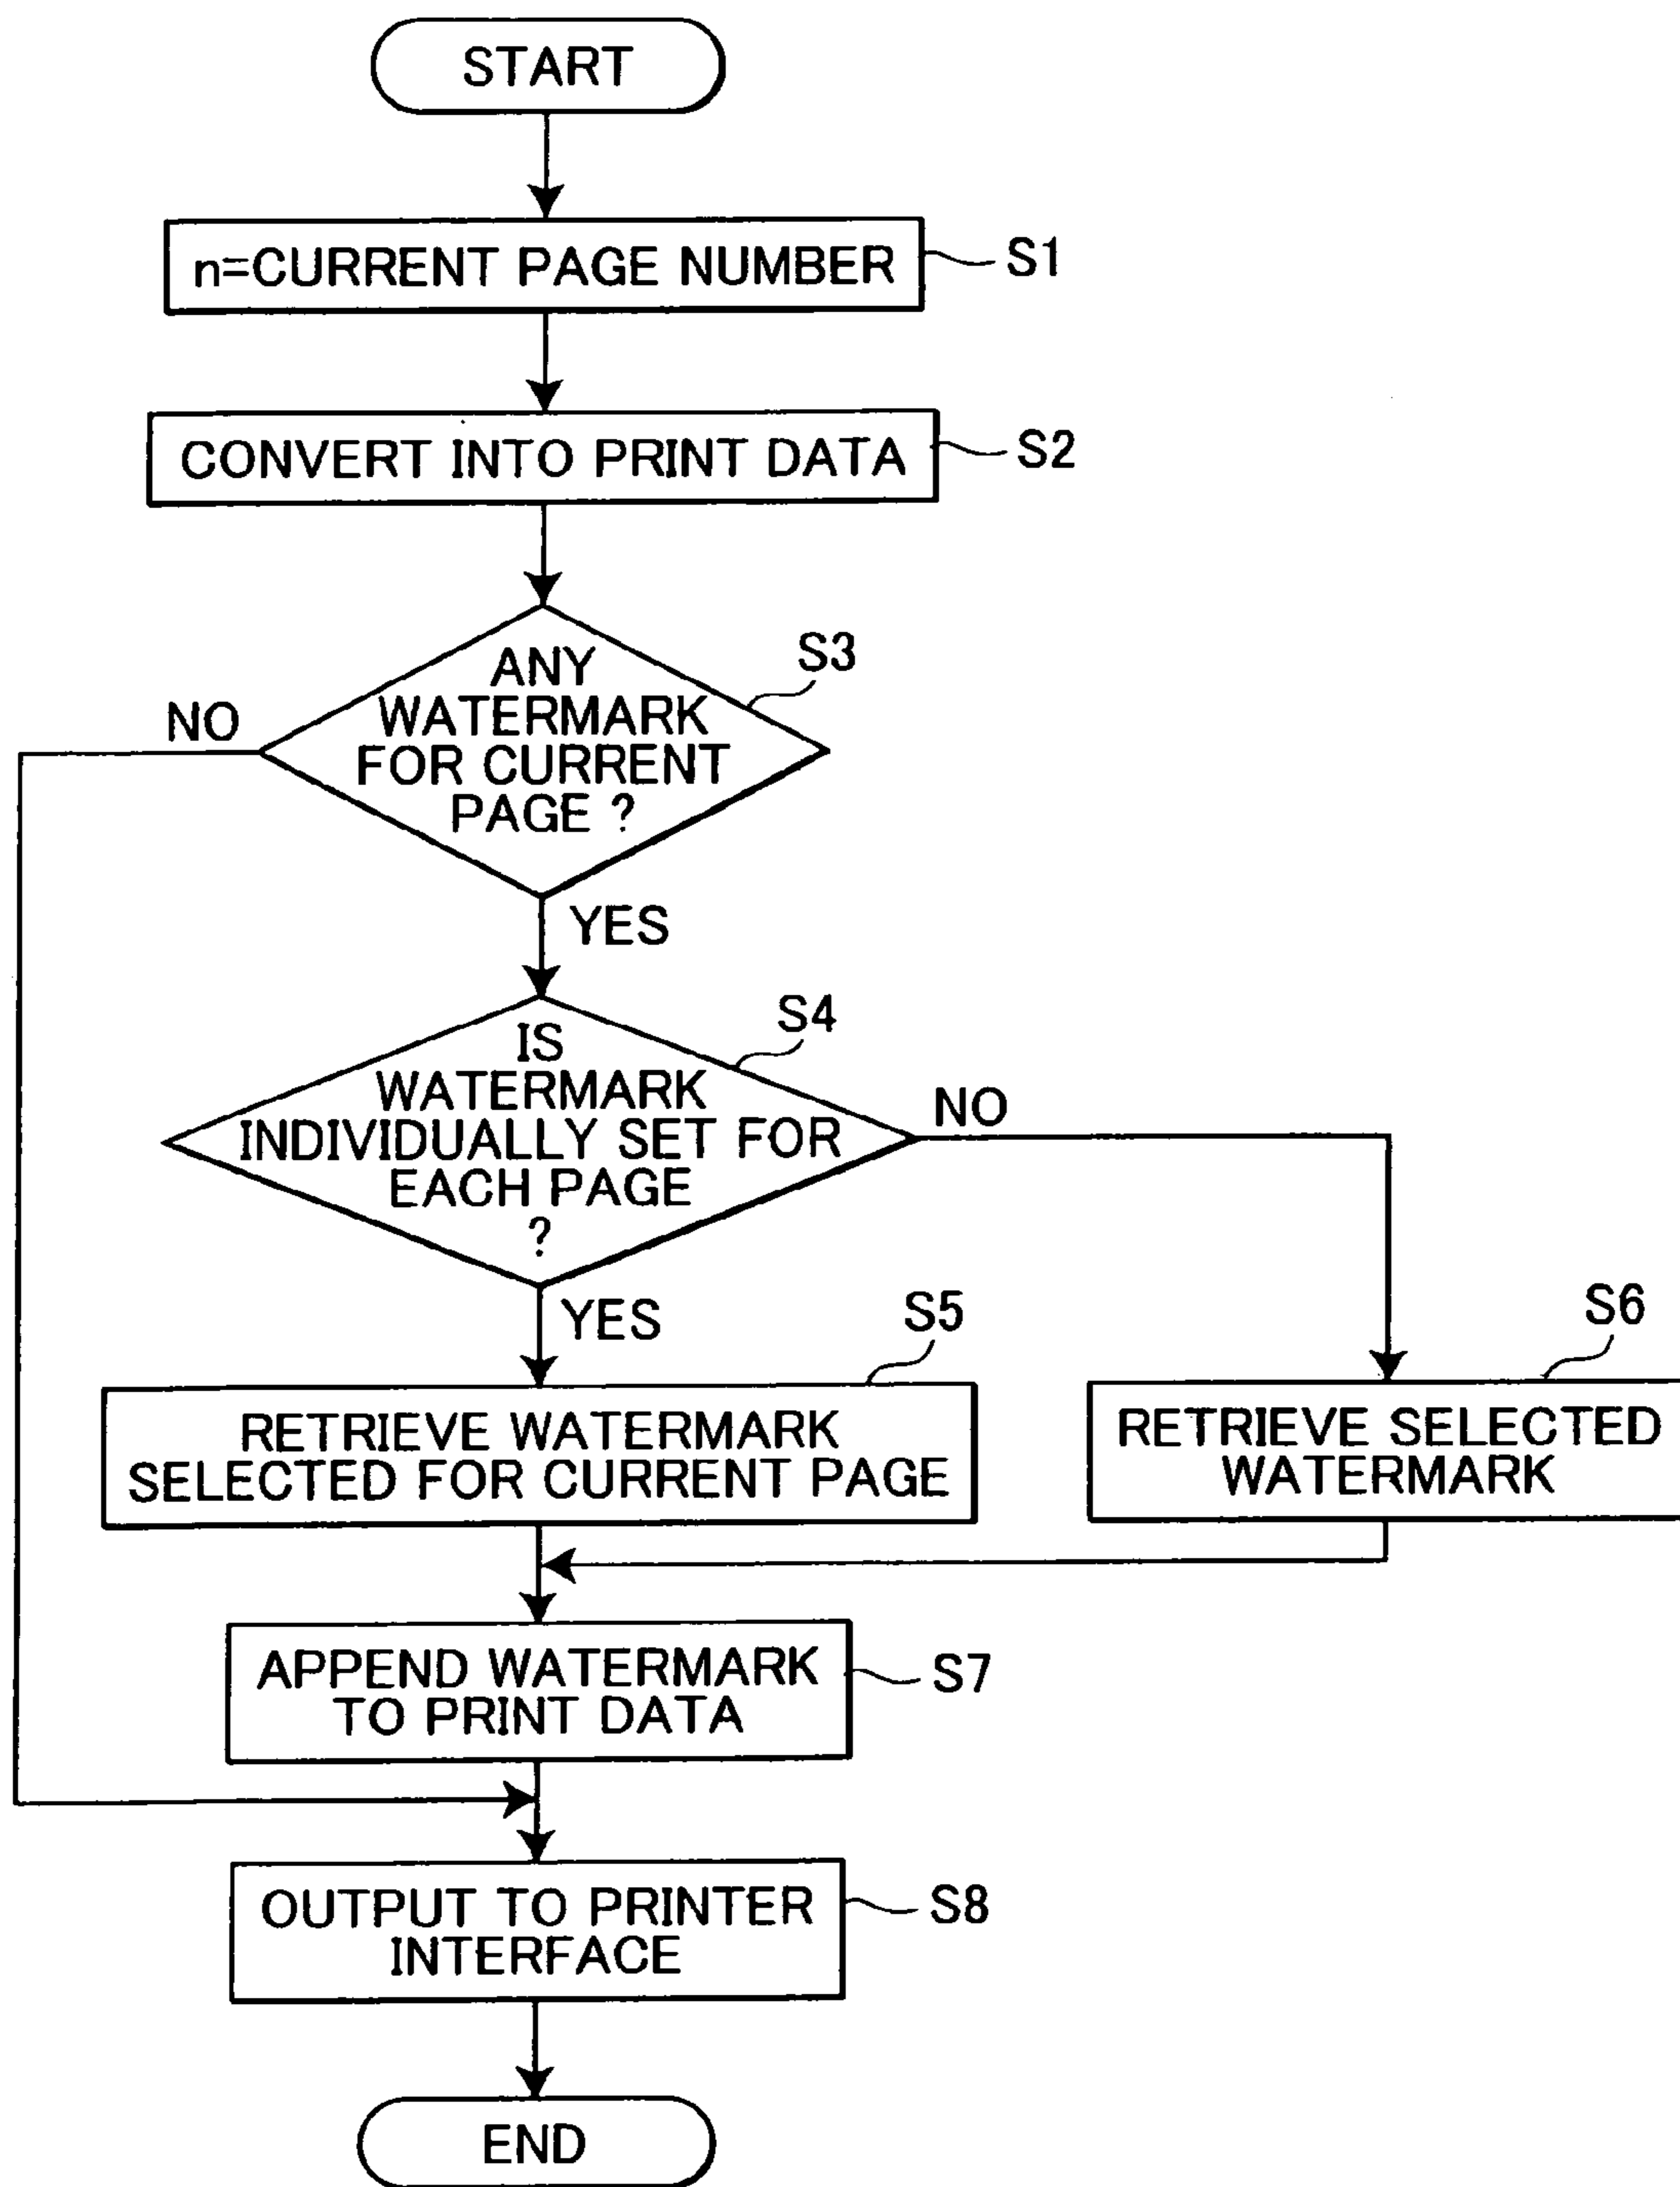 START
n=CURRENT PAGE NUMBER
S1
CONVERT INTO PRINT DATA
S2
ANY
WATERMARK
FOR CURRENT
PAGE ?
S3
NO
YES
IS
WATERMARK
INDIVIDUALLY SET FOR
EACH PAGE
?
S4
NO
YES
S5
RETRIEVE WATERMARK
SELECTED FOR CURRENT PAGE
S6
RETRIEVE SELECTED
WATERMARK
APPEND WATERMARK
TO PRINT DATA
S7
OUTPUT TO PRINTER
INTERFACE
S8
END